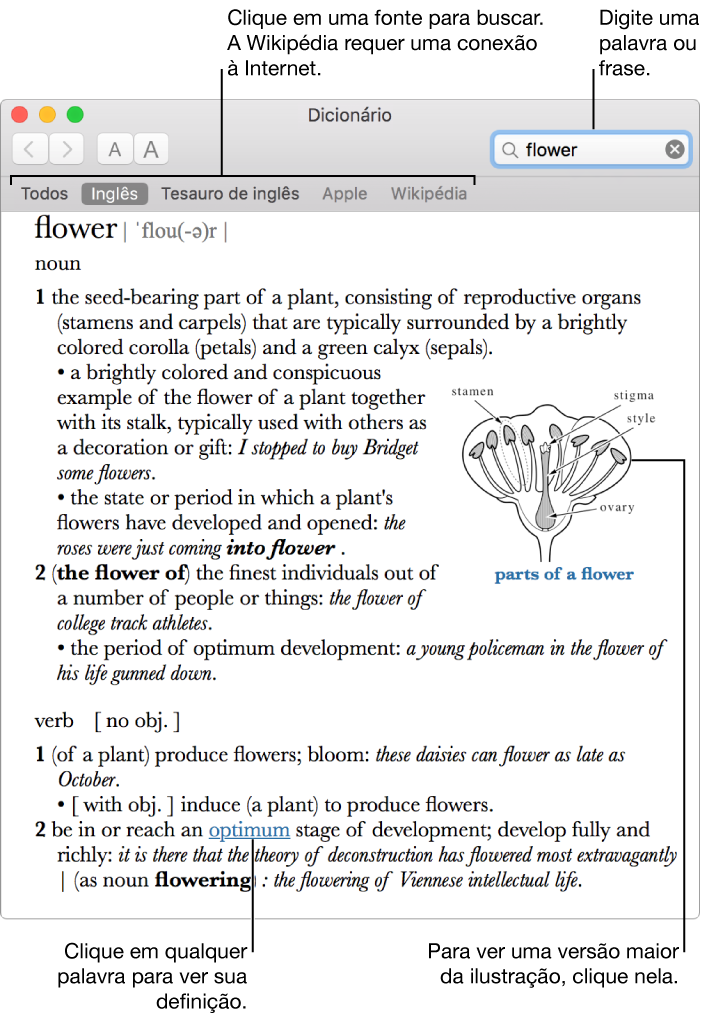 Clique em uma fonte para buscar.
A Wikipédia requer uma conexão
à Internet.
Digite uma
palavra ou
frase.
Dicionário
A A
flower
Todos Inglês Tesauro de inglês Apple Wikipédia
flower | ˈflou(-ə)r |
noun
1 the seed-bearing part of a plant, consisting of reproductive organs
(stamens and carpels) that are typically surrounded by a brightly
colored corolla (petals) and a green calyx (sepals).
• a brightly colored and conspicuous
example of the flower of a plant together
with its stalk, typically used with others as
a decoration or gift: I stopped to buy Bridget
some flowers.
• the state or period in which a plant's
flowers have developed and opened: the
roses were just coming into flower .
stamen
stigma
style
ovary
parts of a flower
2 (the flower of) the finest individuals out of
a number of people or things: the flower of
college track athletes.
• the period of optimum development: a young policeman in the flower of
his life gunned down.
verb [ no obj. ]
1 (of a plant) produce flowers; bloom: these daisies can flower as late as
October.
• [ with obj. ] induce (a plant) to produce flowers.
2 be in or reach an optimum stage of development; develop fully and
richly: it is there that the theory of deconstruction has flowered most extravagantly
| (as noun flowering) : the flowering of Viennese intellectual life.
Clique em qualquer
palavra para ver sua
definição.
Para ver uma versão maior
da ilustração, clique nela.